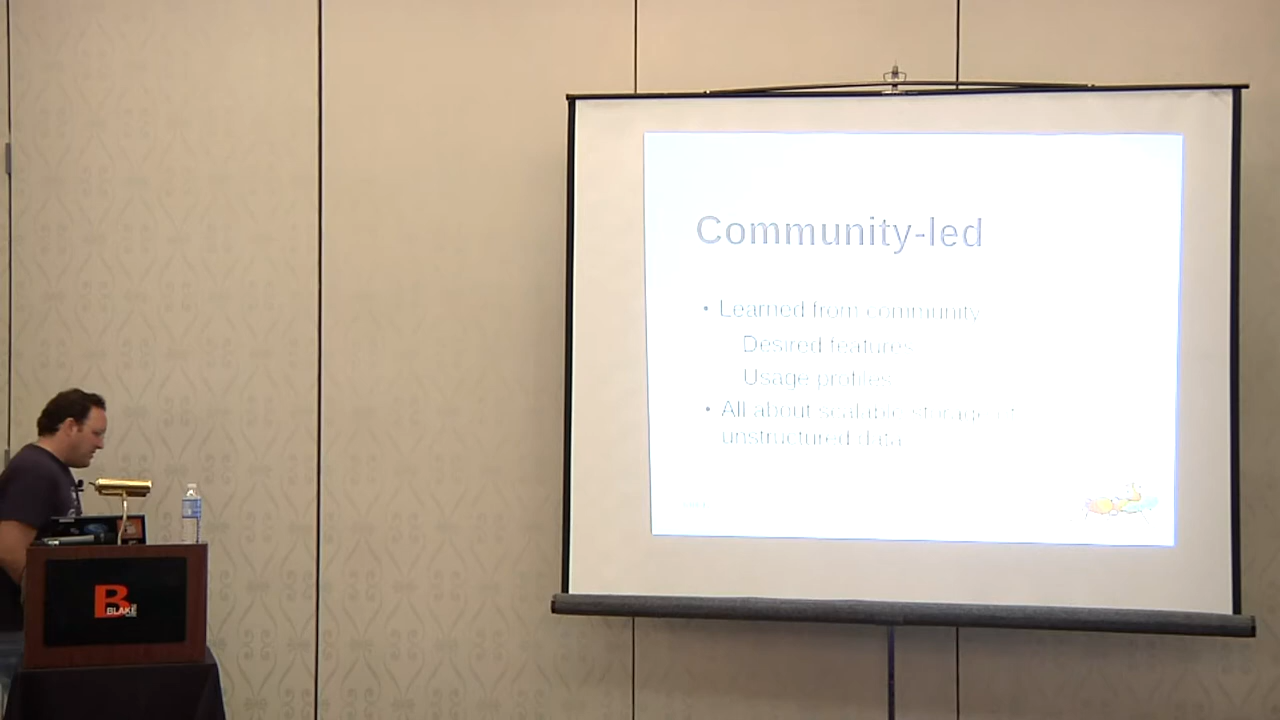 Community-led
• Learned from community
Desired features
Usage profiles
• All about scalable storage of
unstructured data
B
BLAKE